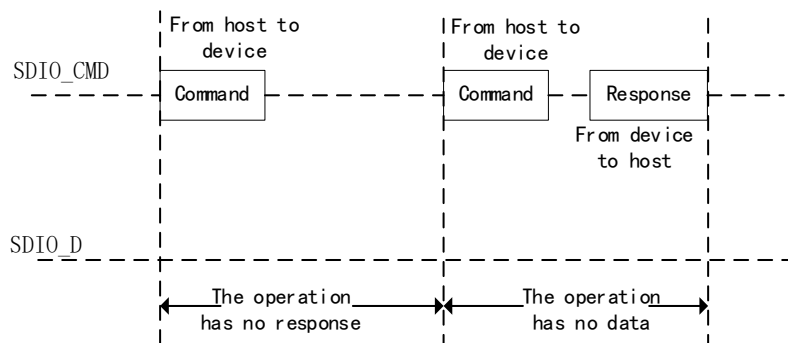 From host to
device
From host to
device
SDIO_CMD
Command
Command
Response
From device
to host
SDIO_D
The operation
has no response
The operation
has no data